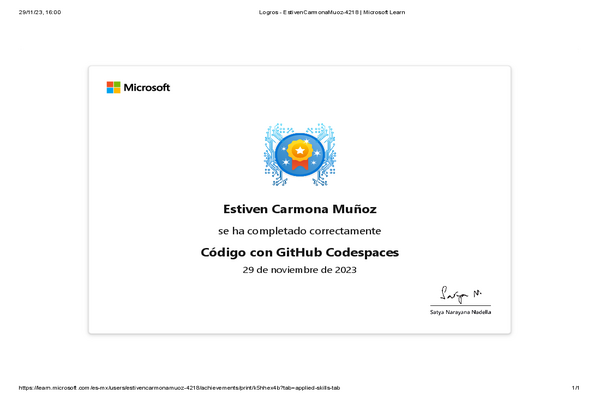 29/11/23, 16:00
Logros - EstivenCarmonaMuoz-4218 | Microsoft Learn
Microsoft
Estiven Carmona Muñoz
se ha completado correctamente
Código con GitHub Codespaces
29 de noviembre de 2023
Satya N.
Satya Narayana Nadella
https://learn.microsoft.com/es-mx/users/estivencarmonamuoz-4218/achievements/print/k5hhex4b?tab=applied-skills-tab
1/1